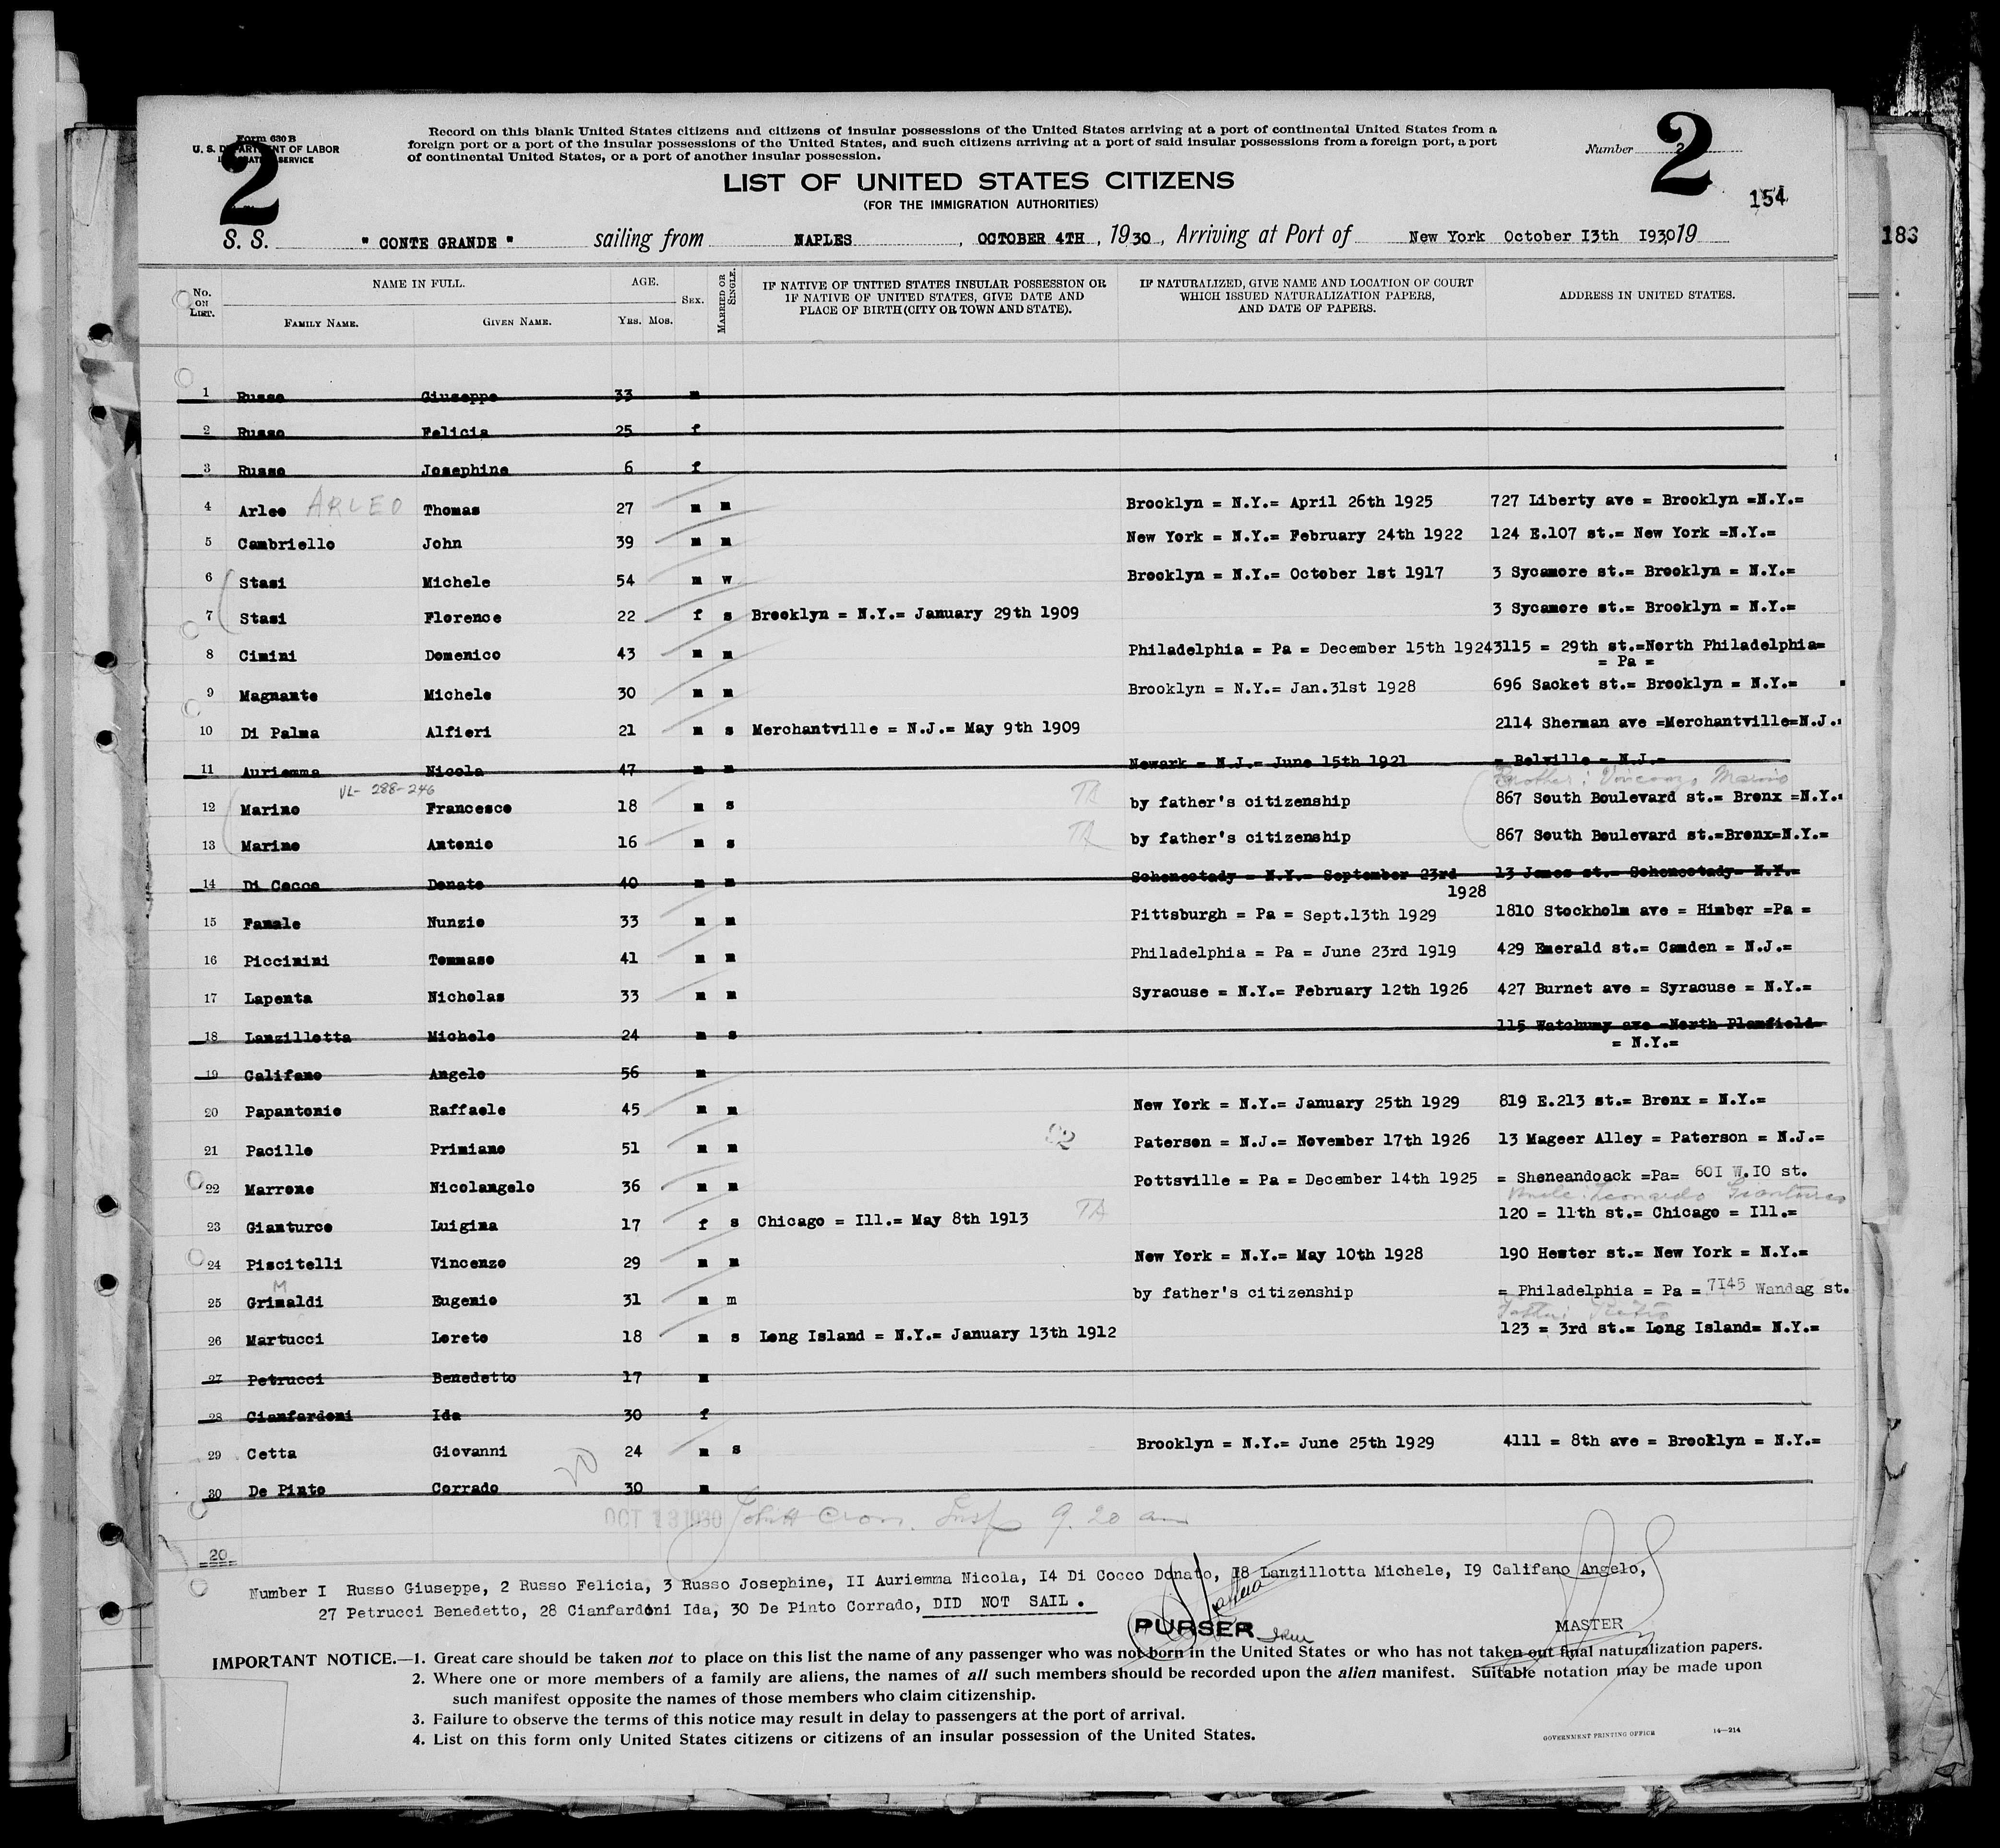 Form 630 B
U. S. DEPARTMENT OF LABOR
IMMIGRATION SERVICE
2
Record on this blank United States citizens and citizens of insular possessions of the United States arriving at a port of continental United States from a
foreign port or a port of the insular possessions of the United States, and such citizens arriving at a port of said insular possessions from a foreign port, a port
of continental United States, or a port of another insular possession.
Number 2
2
154
183
LIST OF UNITED STATES CITIZENS
(FOR THE IMMIGRATION AUTHORITIES)
S. S. " CONTE GRANDE " sailing from NAPLES , OCTOBER 4TH , 1930 , Arriving at Port of New York October I3th I93019
No. ON LIST. NAME IN FULL. FAMILY NAME. GIVEN NAME. AGE. YRS. MOS. SEX. MARRIED OR SINGLE. IF NATIVE OF UNITED STATES INSULAR POSSESSION OR IF NATIVE OF UNITED STATES, GIVE DATE AND PLACE OF BIRTH (CITY OR TOWN AND STATE). IF NATURALIZED, GIVE NAME AND LOCATION OF COURT WHICH ISSUED NATURALIZATION PAPERS, AND DATE OF PAPERS. ADDRESS IN UNITED STATES.
1 Russo Giuseppe 33 m
2 Russo Felicia 25 f
3 Russo Josephine 6 f
4 Arleo ARLEO Thomas 27 m m Brooklyn = N.Y.= April 26th 1925 727 Liberty ave = Brooklyn =N.Y.=
5 Cambriello John 39 m m New York = N.Y.= February 24th 1922 124 E.107 st.= New York =N.Y.=
6 Stasi Michele 54 m w Brooklyn = N.Y.= October 1st 1917 3 Sycamore st.= Brooklyn = N.Y.=
7 Stasi Florence 22 f s Brooklyn = N.Y.= January 29th 1909 3 Sycamore st.= Brooklyn = N.Y.=
8 Cimini Domenico 43 m m Philadelphia = Pa = December 15th 1924 3115 = 29th st.=North Philadelphia=
= Pa =
9 Magnante Michele 30 m m Brooklyn = N.Y.= Jan.31st 1928 696 Sacket st.= Brooklyn = N.Y.=
10 Di Palma Alfieri 21 m s Merchantville = N.J.= May 9th 1909 2114 Sherman ave =Merchantville=N.J.=
11 Auriemma Nicola 47 m m Newark = N.J.= June 15th 1921 = Belville = N.J.=
VL- 288-246 Brother: Vincenzo Marino
12 Marino Francesco 18 m s TA by father's citizenship 867 South Boulevard st.= Bronx =N.Y.=
13 Marino Antonio 16 m s TA by father's citizenship 867 South Boulevard st.=Bronx=N.Y.=
14 Di Cocco Donato 40 m m Schenectady = N.Y.= September 23rd 13 James st.= Schenectady= N.Y.=
1928
15 Famale Nunzio 33 m m Pittsburgh = Pa = Sept.13th 1929 1810 Stockholm ave = Himber =Pa =
16 Piccinini Tommaso 41 m m Philadelphia = Pa = June 23rd 1919 429 Emerald st.= Camden = N.J.=
17 Lapenta Nicholas 33 m m Syracuse = N.Y.= February 12th 1926 427 Burnet ave = Syracuse = N.Y.=
18 Lanzillotta Michele 24 m s 115 Watchumy ave =North Plamfield=
= N.Y.=
19 Califano Angelo 56 m
20 Papantonio Raffaele 45 m m New York = N.Y.= January 25th 1929 819 E.213 st.= Bronx = N.Y.=
21 Pacillo Primiano 51 m m Paterson = N.J.= November 17th 1926 13 Mageer Alley = Paterson = N.J.=
22 Marrone Nicolangelo 36 m m Pottsville = Pa = December 14th 1925 = Sheneandoack =Pa= 60I W.I0 st.
Uncle: Leonardo Gianturco
23 Gianturco Luigina 17 f s Chicago = Ill.= May 8th 1913 TA 120 = 11th st.= Chicago = Ill.=
24 Piscitelli Vincenzo 29 m m New York = N.Y.= May 10th 1928 190 Hester st.= New York = N.Y.=
M
25 Grimaldi Eugenio 31 m m by father's citizenship = Philadelphia = Pa = 7I45 Wandag st.
26 Martucci Loreto 18 m s Long Island = N.Y.= January 13th 1912 123 = 3rd st.= Long Island= N.Y.=
27 Petrucci Benedetto 17 m
28 Cianfardoni Ida 30 f
29 Cetta Giovanni 24 m s Brooklyn = N.Y.= June 25th 1929 4111 = 8th ave = Brooklyn = N.Y.=
30 De Pinto Corrado 30 m
20
OCT 13 1930 Insp 9.20 am
20
Number I Russo Giuseppe, 2 Russo Felicia, 3 Russo Josephine, II Auriemma Nicola, I4 Di Cocco Donato, I8 Lanzillotta Michele, I9 Califano Angelo,
27 Petrucci Benedetto, 28 Cianfardoni Ida, 30 De Pinto Corrado, DID NOT SAIL .
PURSER
MASTER
IMPORTANT NOTICE.—1. Great care should be taken not to place on this list the name of any passenger who was not born in the United States or who has not taken out final naturalization papers.
2. Where one or more members of a family are aliens, the names of all such members should be recorded upon the alien manifest. Suitable notation may be made upon
such manifest opposite the names of those members who claim citizenship.
3. Failure to observe the terms of this notice may result in delay to passengers at the port of arrival.
4. List on this form only United States citizens or citizens of an insular possession of the United States.
GOVERNMENT PRINTING OFFICE 14—214